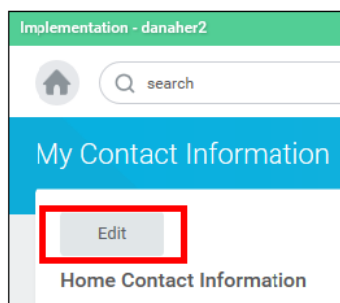 Implementation - danaher2
search
My Contact Information
Edit
Home Contact Information